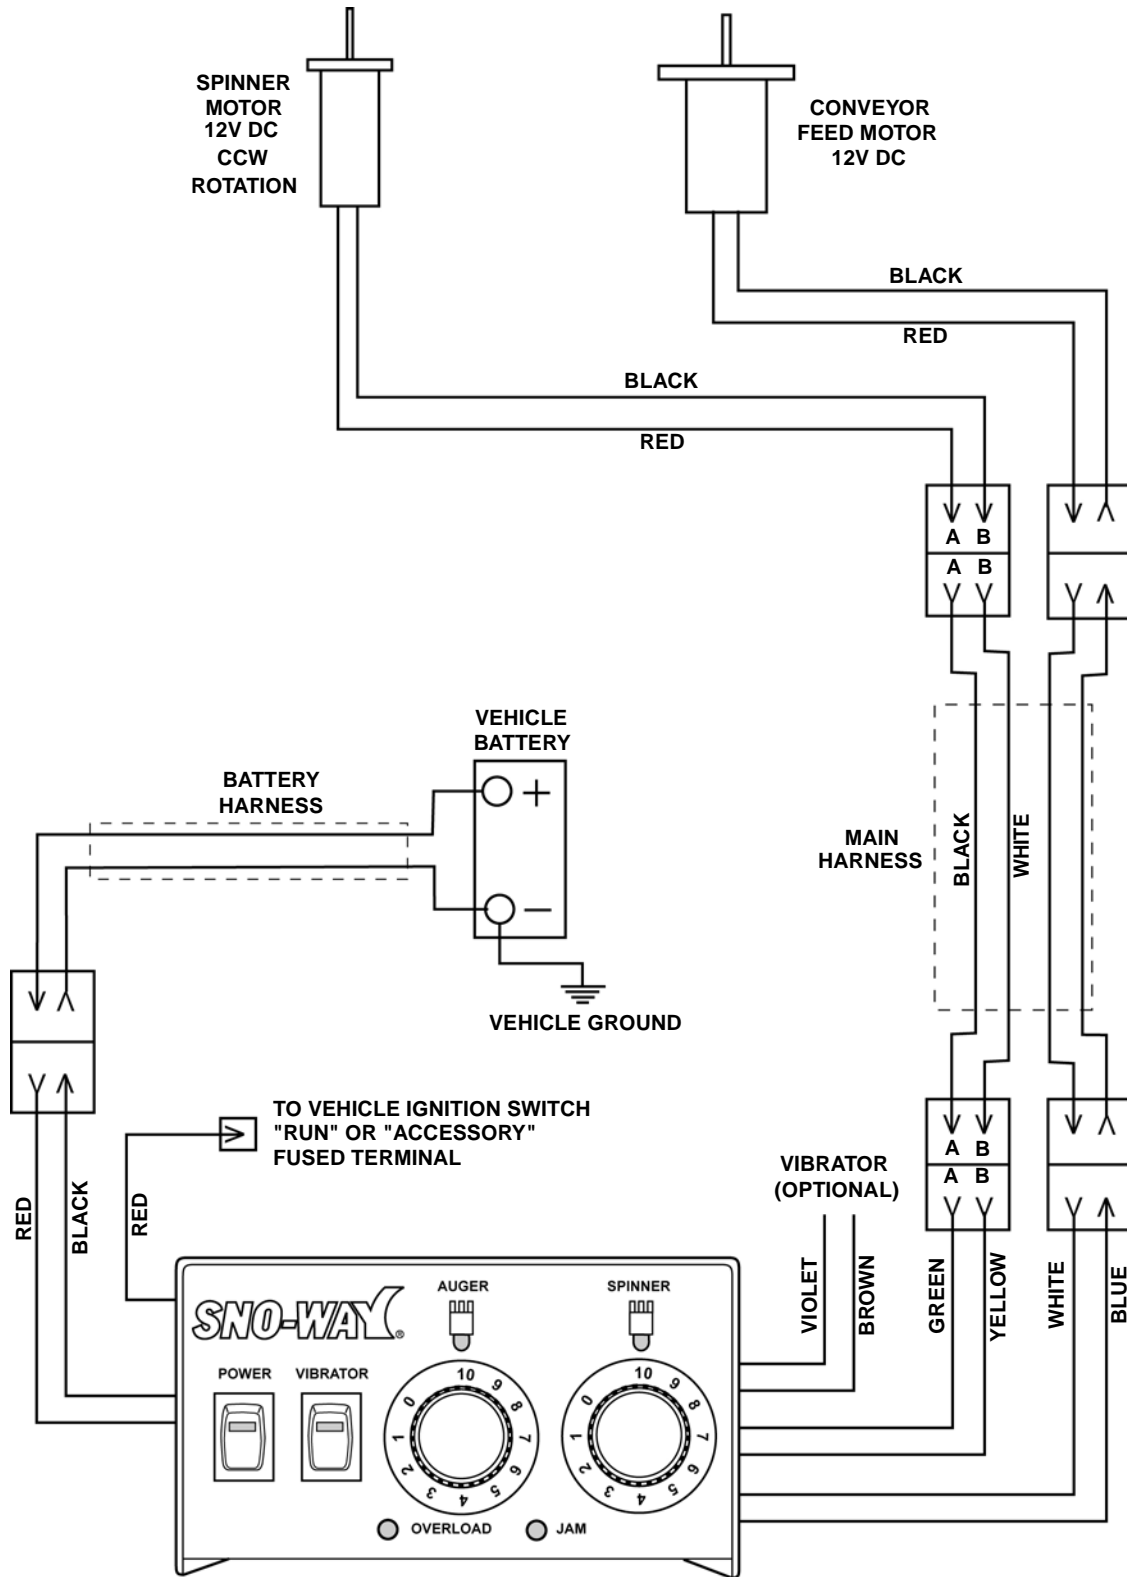 SPINNER
MOTOR
12V DC
CCW
ROTATION
CONVEYOR
FEED MOTOR
12V DC
BLACK
RED
BLACK
RED
A B
A B
VEHICLE
BATTERY
+
−
BATTERY
HARNESS
MAIN
HARNESS
BLACK
WHITE
VEHICLE GROUND
TO VEHICLE IGNITION SWITCH
"RUN" OR "ACCESSORY"
FUSED TERMINAL
A B
A B
VIBRATOR
(OPTIONAL)
RED
BLACK
RED
VIOLET
BROWN
GREEN
YELLOW
WHITE
BLUE
SNO-WAY®
AUGER
SPINNER
POWER
VIBRATOR
0 1 2 3 4 5 6 7 8 9 10
0 1 2 3 4 5 6 7 8 9 10
OVERLOAD
JAM